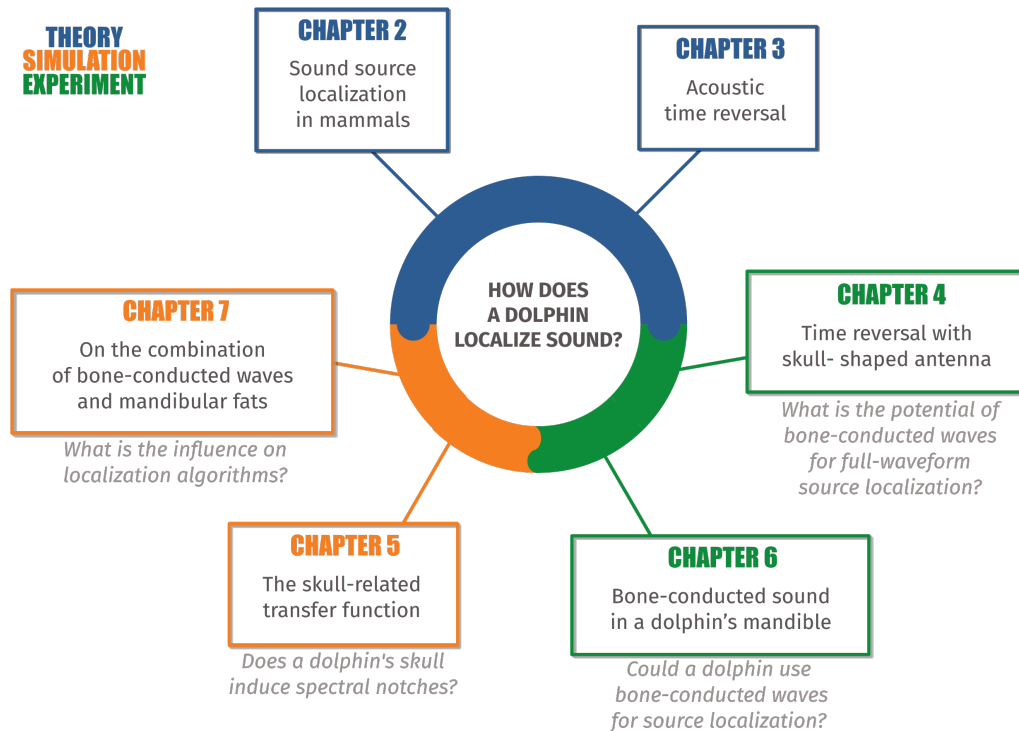 THEORY
SIMULATION
EXPERIMENT
CHAPTER 2
Sound source
localization
in mammals
CHAPTER 3
Acoustic
time reversal
HOW DOES
A DOLPHIN
LOCALIZE SOUND?
CHAPTER 7
On the combination
of bone-conducted waves
and mandibular fats
What is the influence on
localization algorithms?
CHAPTER 4
Time reversal with
skull- shaped antenna
What is the potential of
bone-conducted waves
for full-waveform
source localization?
CHAPTER 5
The skull-related
transfer function
Does a dolphin's skull
induce spectral notches?
CHAPTER 6
Bone-conducted sound
in a dolphin’s mandible
Could a dolphin use
bone-conducted waves
for source localization?